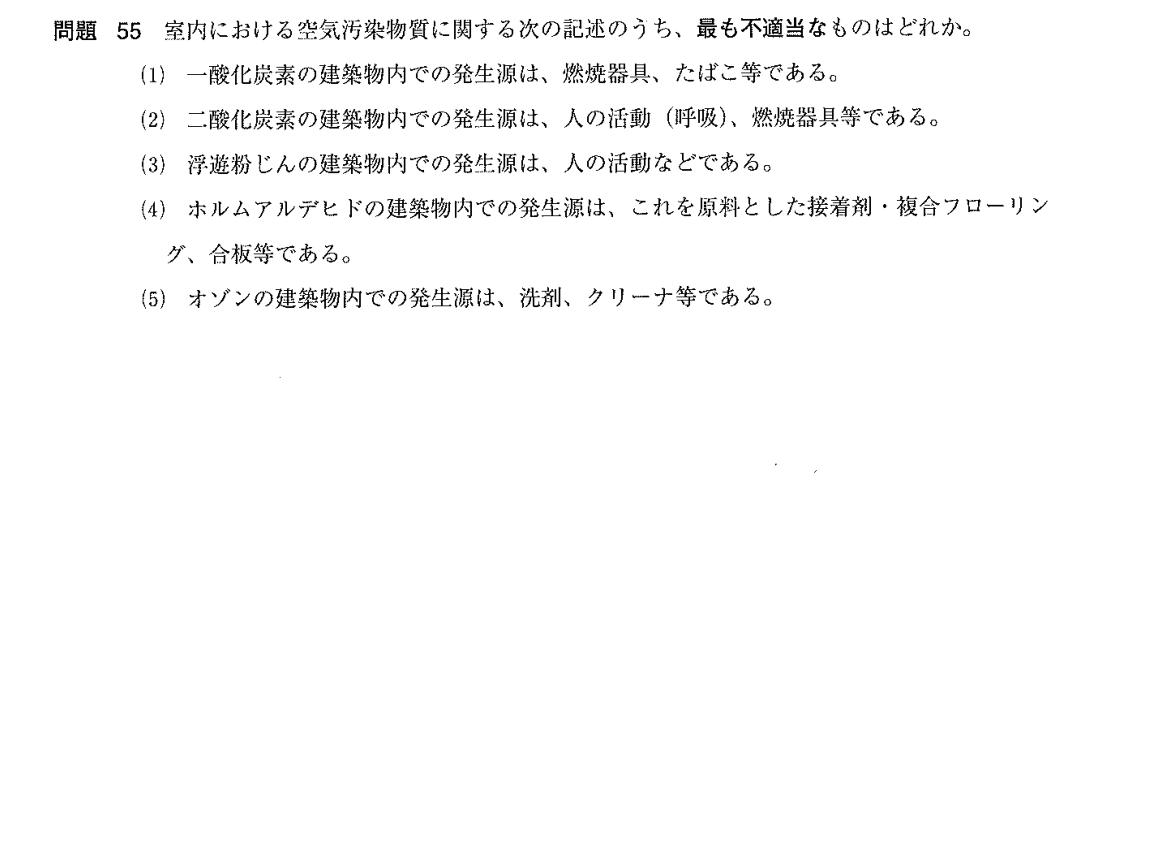 問題 55 室内における空気汚染物質に関する次の記述のうち、最も不適当なものはどれか。
(1) 一酸化炭素の建築物内での発生源は、燃焼器具、たばこ等である。
(2) 二酸化炭素の建築物内での発生源は、人の活動(呼吸)、燃焼器具等である。
(3) 浮遊粉じんの建築物内での発生源は、人の活動などである。
(4) ホルムアルデヒドの建築物内での発生源は、これを原料とした接着剤・複合フローリン
グ、合板等である。
(5) オゾンの建築物内での発生源は、洗剤、クリーナ等である。